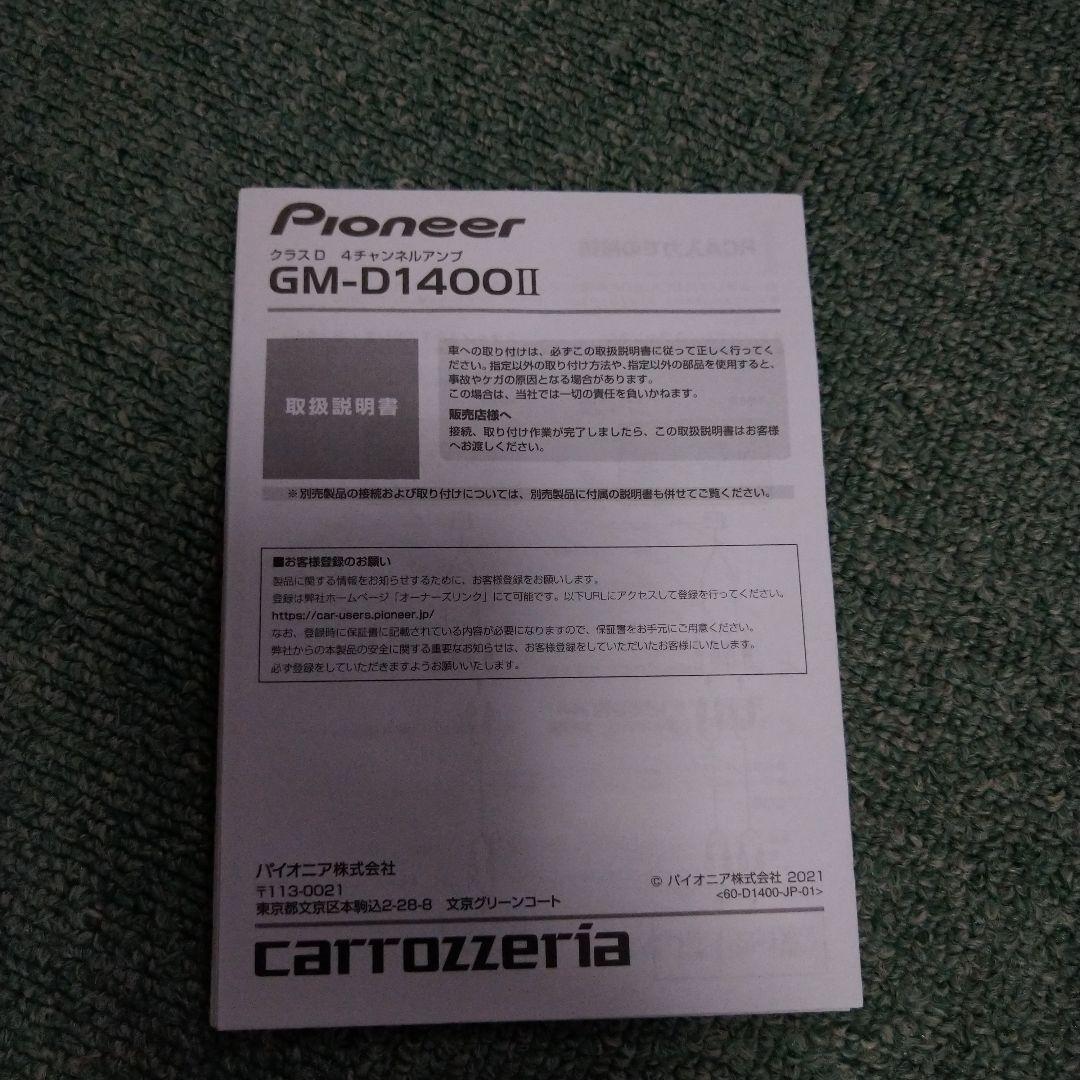 Pioneer
クラスD 4チャンネルアンプ
GM-D1400Ⅱ
取扱説明書
車への取り付けは、必ずこの取扱説明書に従って正しく行ってく
ださい。指定以外の取り付け方法や、指定以外の部品を使用すると、
事故やケガの原因となる場合があります。
この場合は、当社では一切の責任を負いかねます。
販売店様へ
接続、取り付け作業が完了しましたら、この取扱説明書はお客様
へお渡しください。
※別売製品の接続および取り付けについては、別売製品に付属の説明書も併せてご覧ください。
■お客様登録のお願い
製品に関する情報をお知らせするために、お客様登録をお願いします。
登録は弊社ホームページ「オーナーズリンク」にて可能です。以下URLにアクセスして登録を行ってください。
https://car-users.pioneer.jp/
なお、登録時に保証書に記載されている内容が必要になりますので、保証書をお手元にご用意ください。
弊社からの本製品の安全に関する重要なお知らせは、お客様登録をしていただいたお客様にいたします。
必ず登録をしていただきますようお願いいたします。
パイオニア株式会社
〒113-0021
東京都文京区本駒込2-28-8 文京グリーンコート
© パイオニア株式会社 2021
<60-D1400-JP-01>
carrozzeria